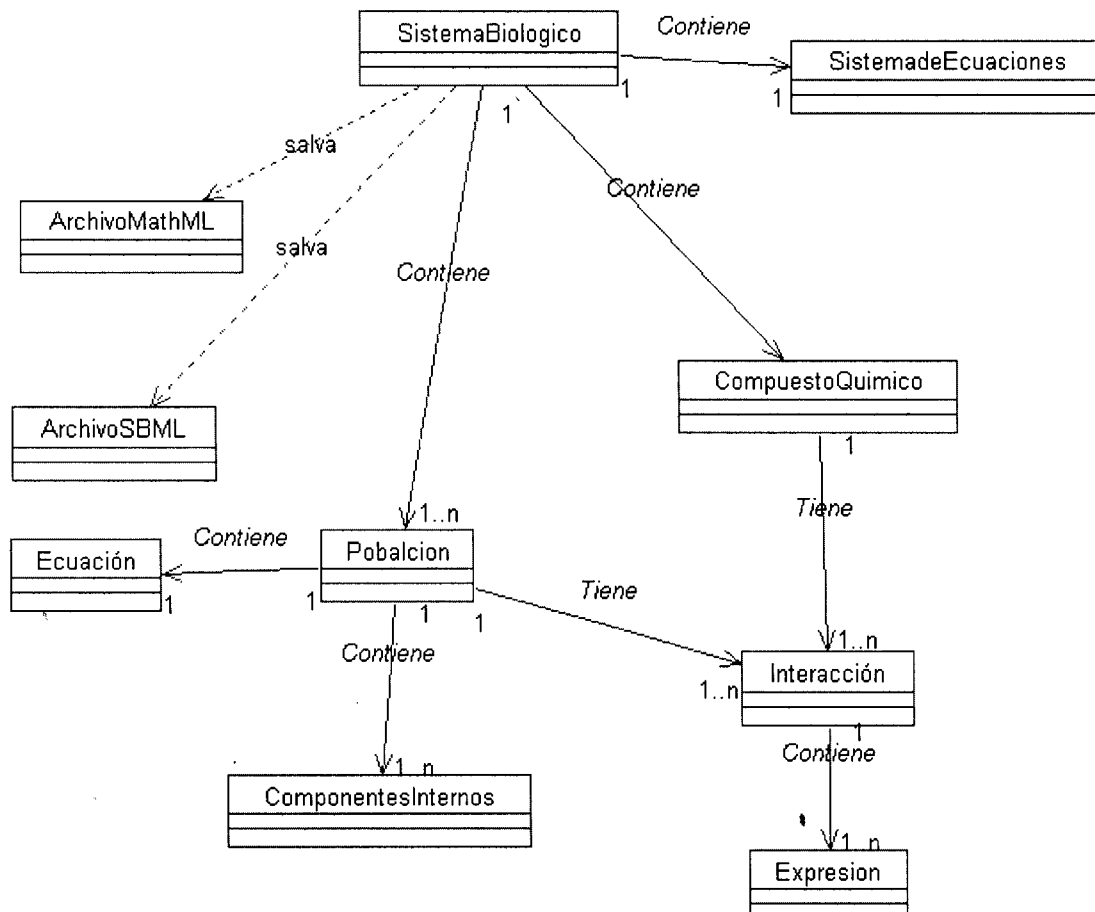 SistemaBiologico
Contiene
SistemadeEcuaciones
1
1
1
salva
Contiene
ArchivoMathML
salva
Contiene
CompuestoQuimico
ArchivoSBML
1
1..n
Tiene
Contiene
Ecuación
Pobalcion
1
1
1
1
Tiene
Contiene
1..n
Interacción
1..n
1
Contiene
1..n
ComponentesInternos
1..n
Expresion